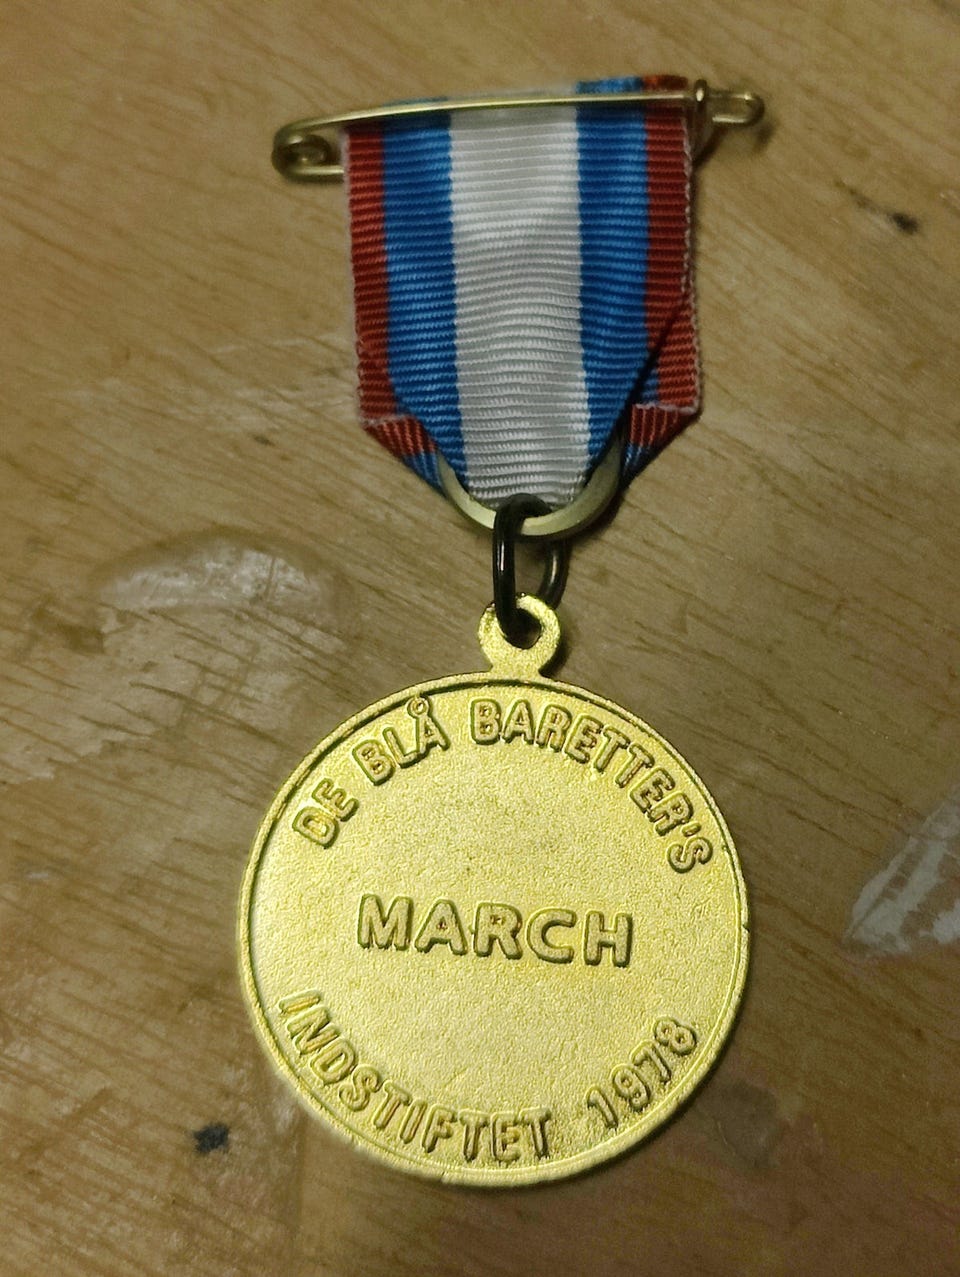 DE BLÅ BARETTER'S
MARCH
INDSTIFTET 1978